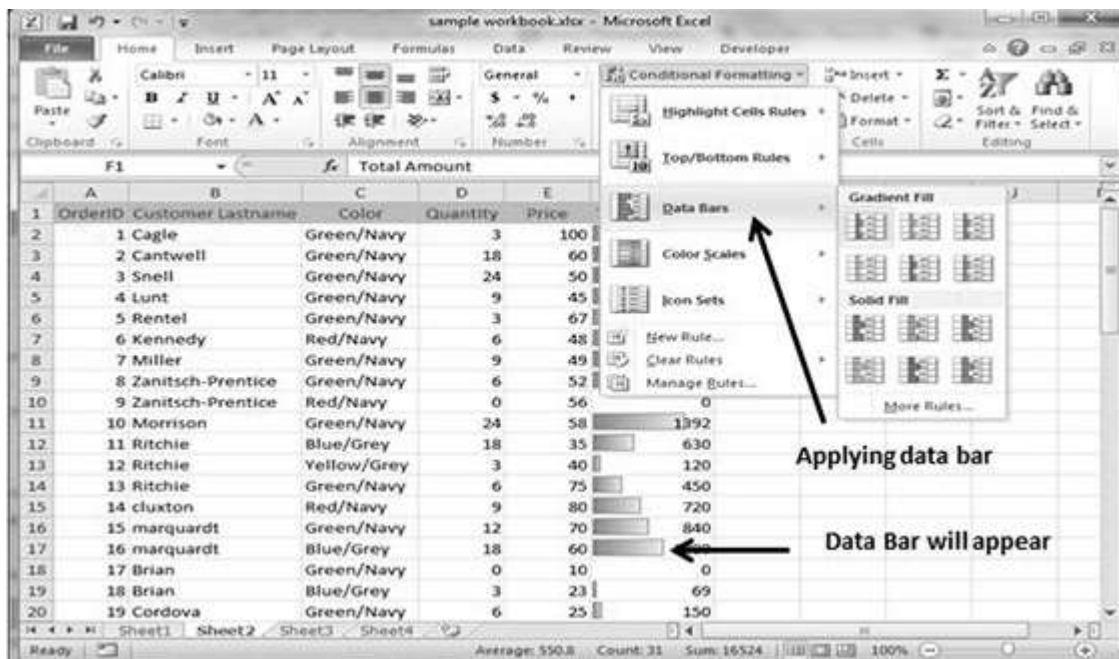 sample workbook.xlsx - Microsoft Excel
File Home Insert Page Layout Formulas Data Review View Developer
Calibri 11 General Conditional Formatting Insert Σ
Paste B I U A A $ % Delete Sort & Filter Find & Select
Format
Clipboard Font Alignment Number Cells Editing
F1 fx Total Amount
A B C D E J
1 OrderID Customer Lastname Color Quantity Price
2 1 Cagle Green/Navy 3 100
3 2 Cantwell Green/Navy 18 60
4 3 Snell Green/Navy 24 50
5 4 Lunt Green/Navy 9 45
6 5 Rentel Green/Navy 3 67
7 6 Kennedy Red/Navy 6 48
8 7 Miller Green/Navy 9 49
9 8 Zanitsch-Prentice Green/Navy 6 52
10 9 Zanitsch-Prentice Red/Navy 0 56 0
11 10 Morrison Green/Navy 24 58 1392
12 11 Ritchie Blue/Grey 18 35 630
13 12 Ritchie Yellow/Grey 3 40 120
14 13 Ritchie Green/Navy 6 75 450
15 14 cluxton Red/Navy 9 80 720
16 15 marquardt Green/Navy 12 70 840
17 16 marquardt Blue/Grey 18 60
18 17 Brian Green/Navy 0 10 0
19 18 Brian Blue/Grey 3 23 69
20 19 Cordova Green/Navy 6 25 150
Highlight Cells Rules
Top/Bottom Rules
Data Bars
Color Scales
Icon Sets
New Rule...
Clear Rules
Manage Rules...
Gradient Fill
Solid Fill
More Rules...
Applying data bar
Data Bar will appear
Sheet1 Sheet2 Sheet3 Sheet4
Ready Average: 550.8 Count: 31 Sum: 16524 100%